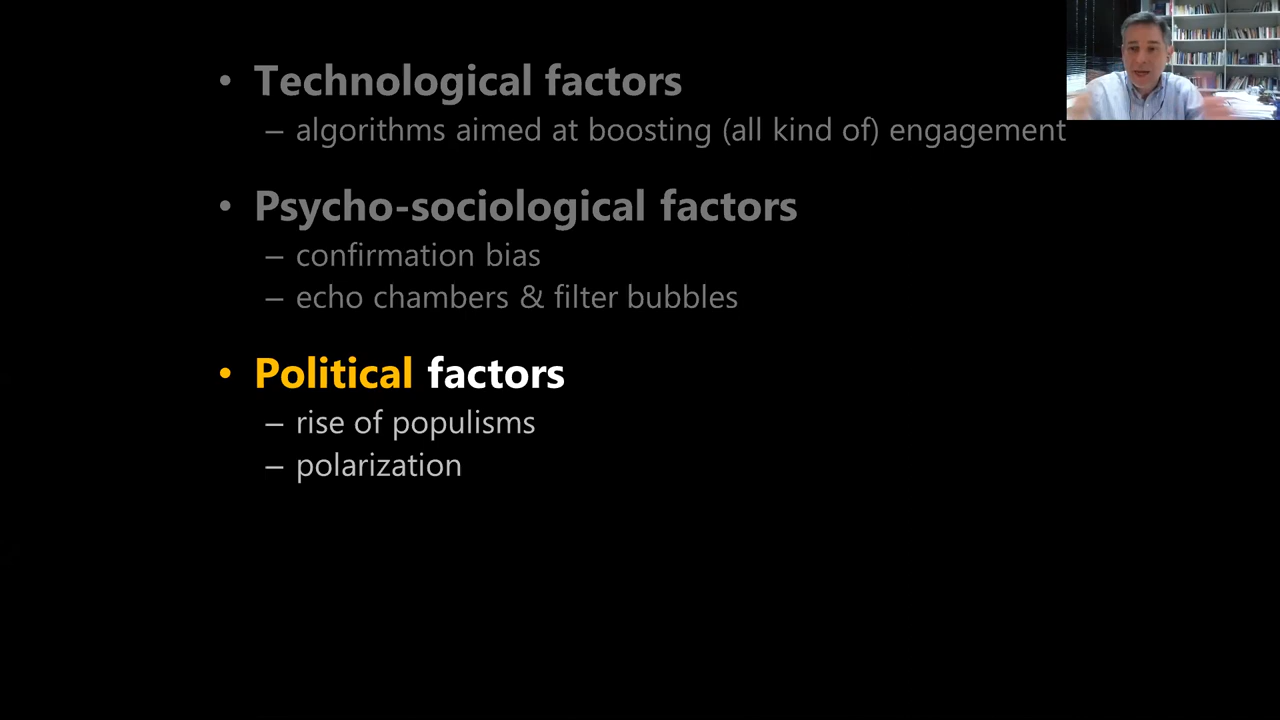 • Technological factors
– algorithms aimed at boosting (all kind of) engagement
• Psycho-sociological factors
– confirmation bias
– echo chambers & filter bubbles
• Political factors
– rise of populisms
– polarization